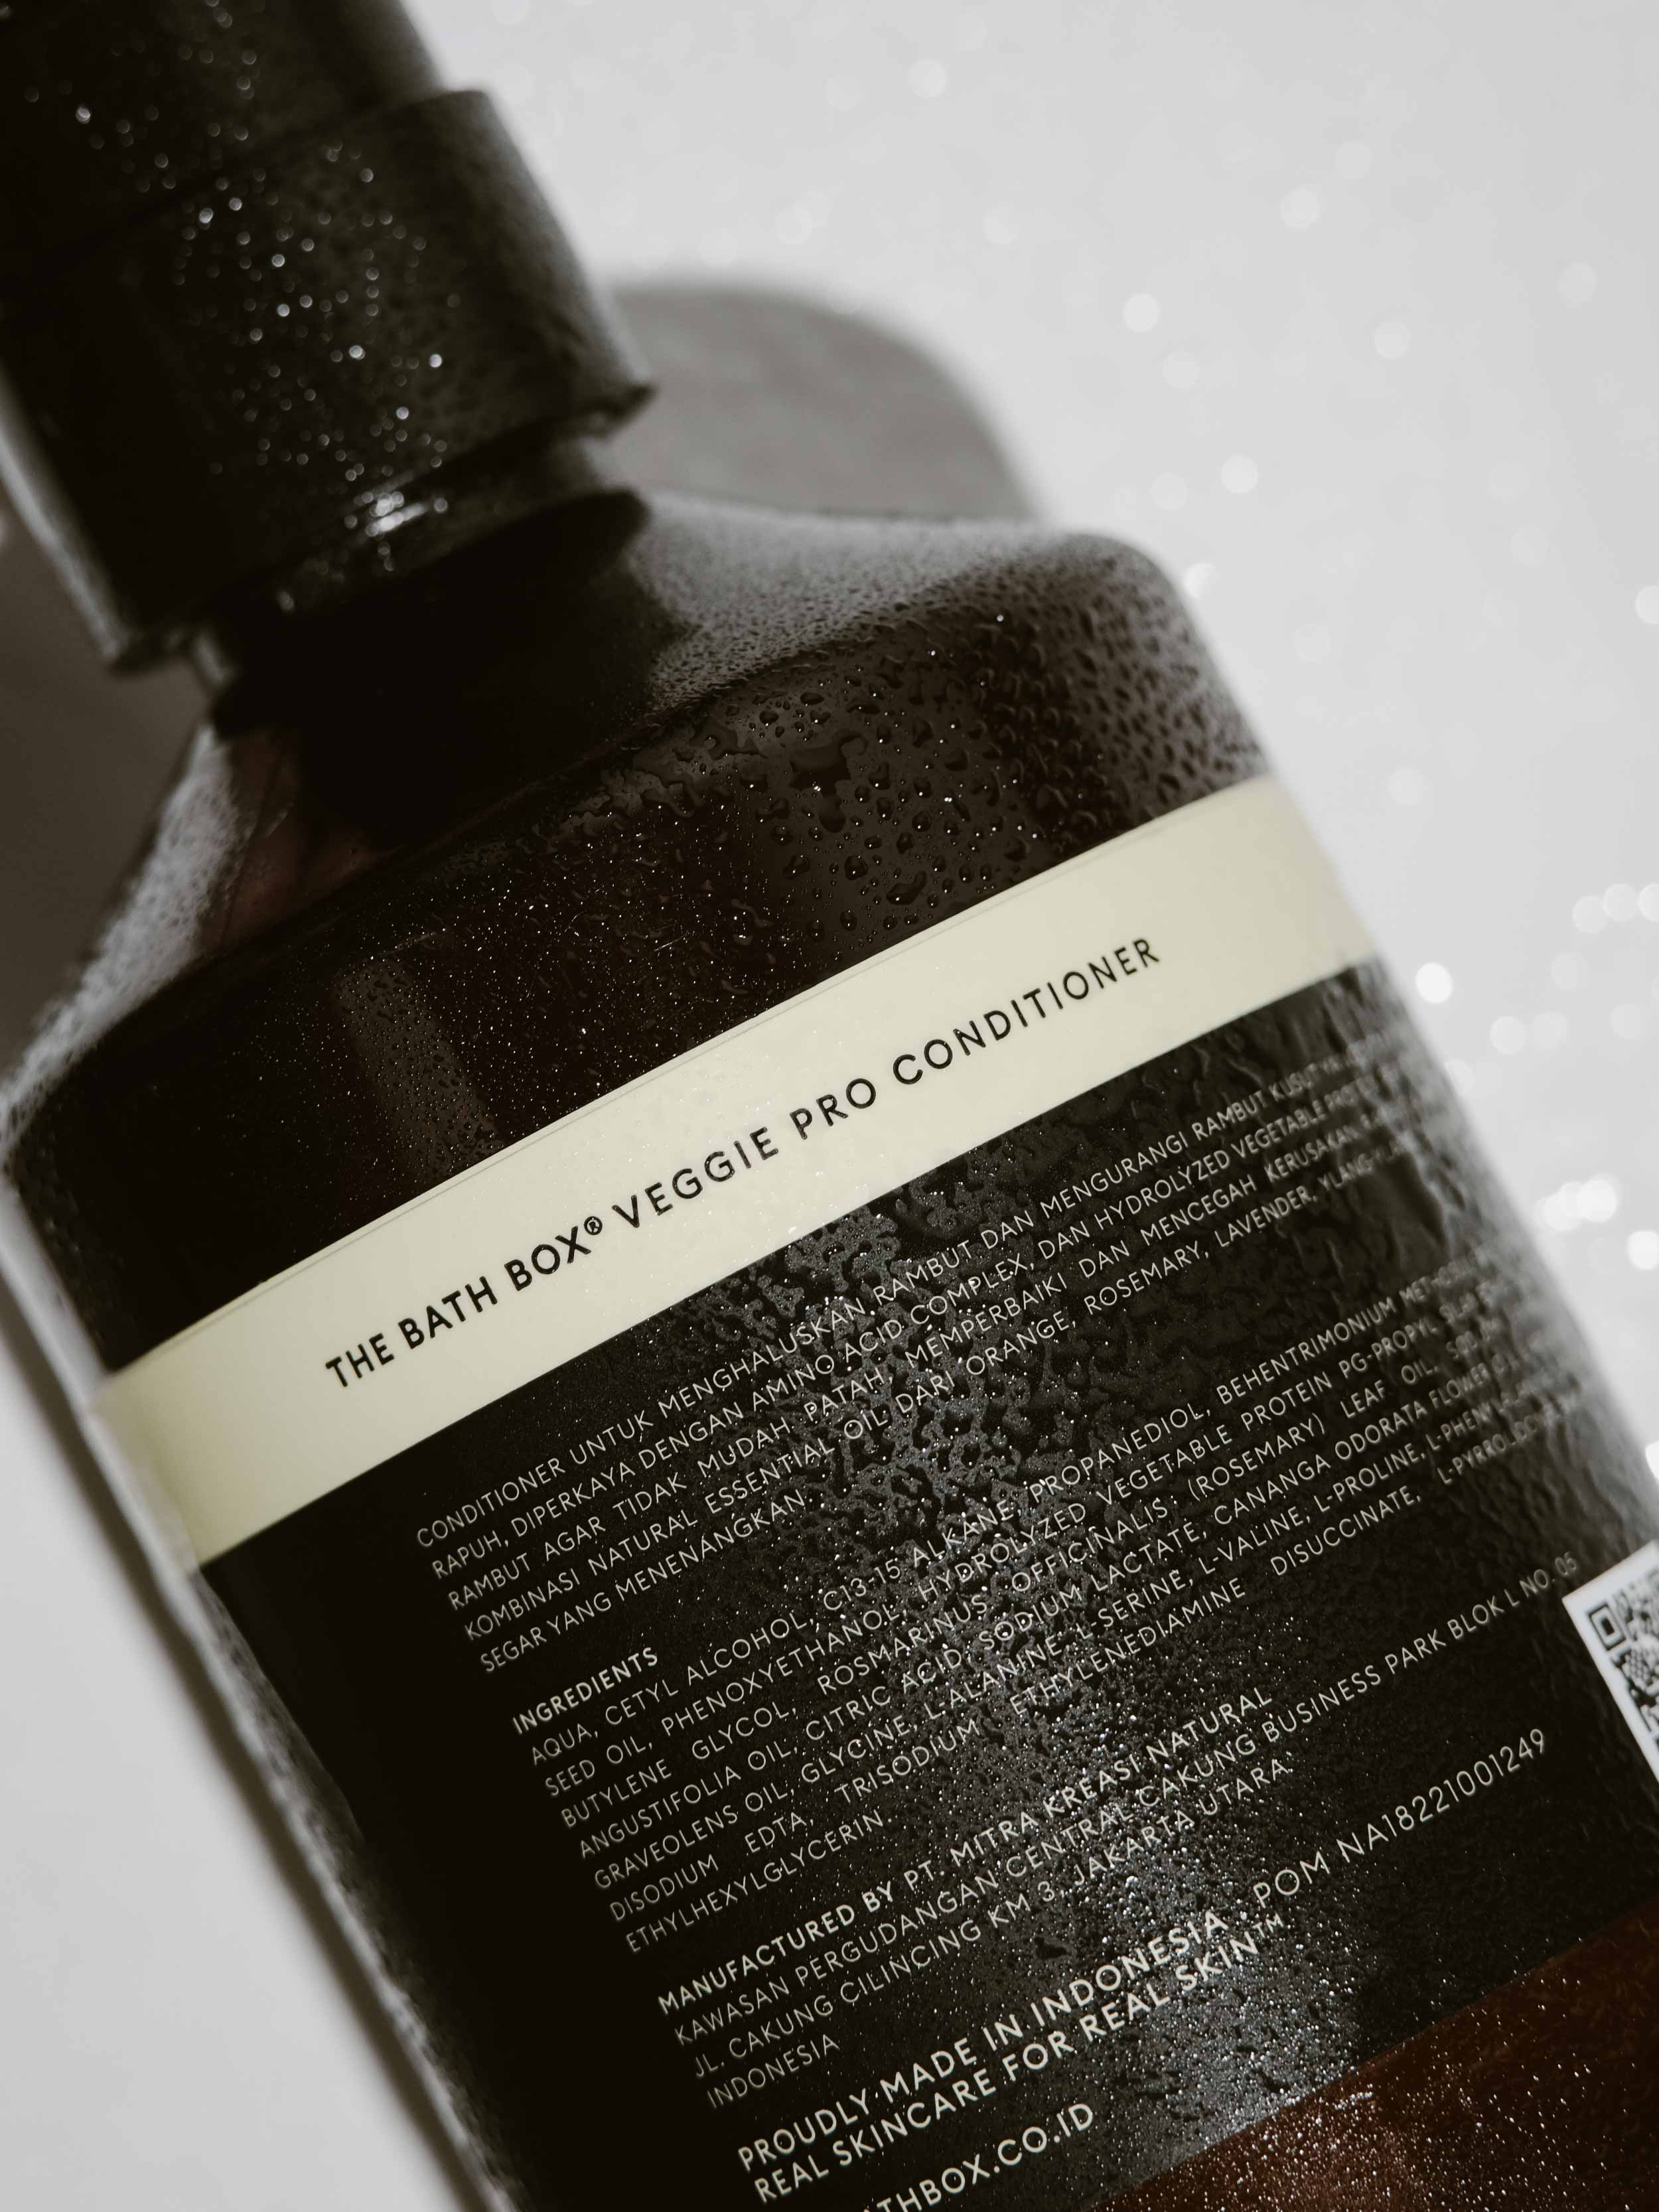 THE BATH BOX® VEGGIE PRO CONDITIONER
CONDITIONER UNTUK MENGHALUSKAN RAMBUT DAN MENGURANGI RAMBUT KUSUT
RAPUH, DIPERKAYA DENGAN AMINO ACID COMPLEX, DAN HYDROLYZED VEGETABLE
RAMBUT AGAR TIDAK MUDAH PATAH, MEMPERBAIKI DAN MENCEGAH KERUSAKAN.
KOMBINASI NATURAL ESSENTIAL OIL DARI ORANGE, ROSEMARY, LAVENDER,
SEGAR YANG MENENANGKAN.
INGREDIENTS
AQUA, CETYL ALCOHOL, C13-15 ALKANE, PROPANEDIOL, BEHENTRIMONIUM
SEED OIL, PHENOXYETHANOL, HYDROLYZED VEGETABLE PROTEIN PG-PROPYL
BUTYLENE GLYCOL, ROSMARINUS OFFICINALIS (ROSEMARY) LEAF OIL,
ANGUSTIFOLIA OIL, CITRIC ACID, SODIUM LACTATE, CANANGA ODORATA FLOWER
GRAVEOLENS OIL, GLYCINE, L-ALANINE, L-SERINE, L-VALINE, L-PROLINE,
DISODIUM EDTA, TRISODIUM ETHYLENEDIAMINE DISUCCINATE,
ETHYLHEXYLGLYCERIN.
MANUFACTURED BY PT. MITRA KREASI NATURAL
KAWASAN PERGUDANGAN CENTRAL CAKUNG BUSINESS PARK BLOK L NO. 05
JL. CAKUNG CILINCING KM 3, JAKARTA UTARA
INDONESIA
PROUDLY MADE IN INDONESIA . POM NA18221001249
REAL SKINCARE FOR REAL SKIN™
THBOX.CO.ID